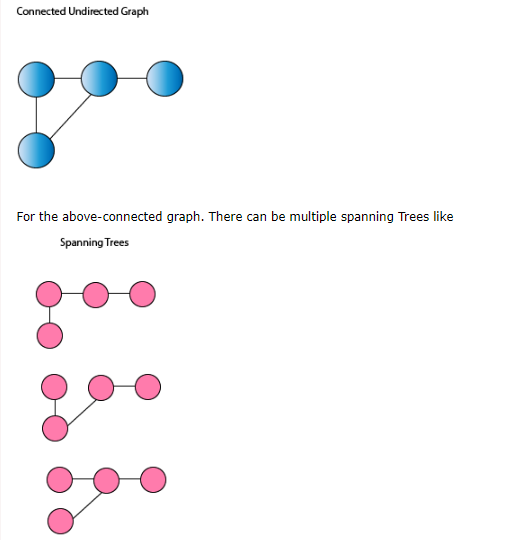 Connected Undirected Graph
For the above-connected graph. There can be multiple spanning Trees like
Spanning Trees